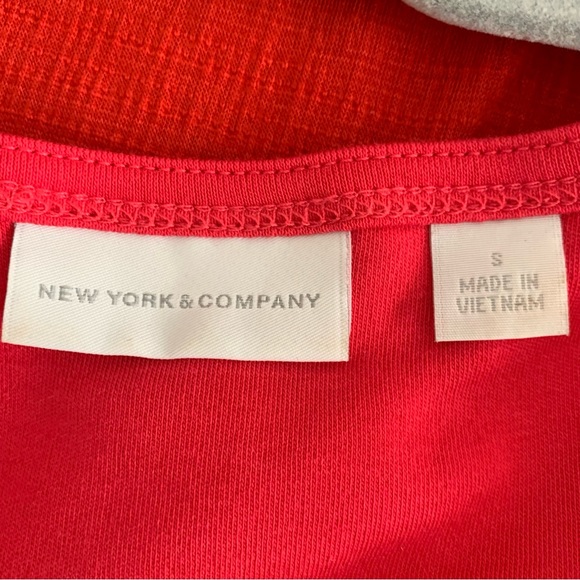 NEW YORK & COMPANY
S
MADE IN
VIETNAM